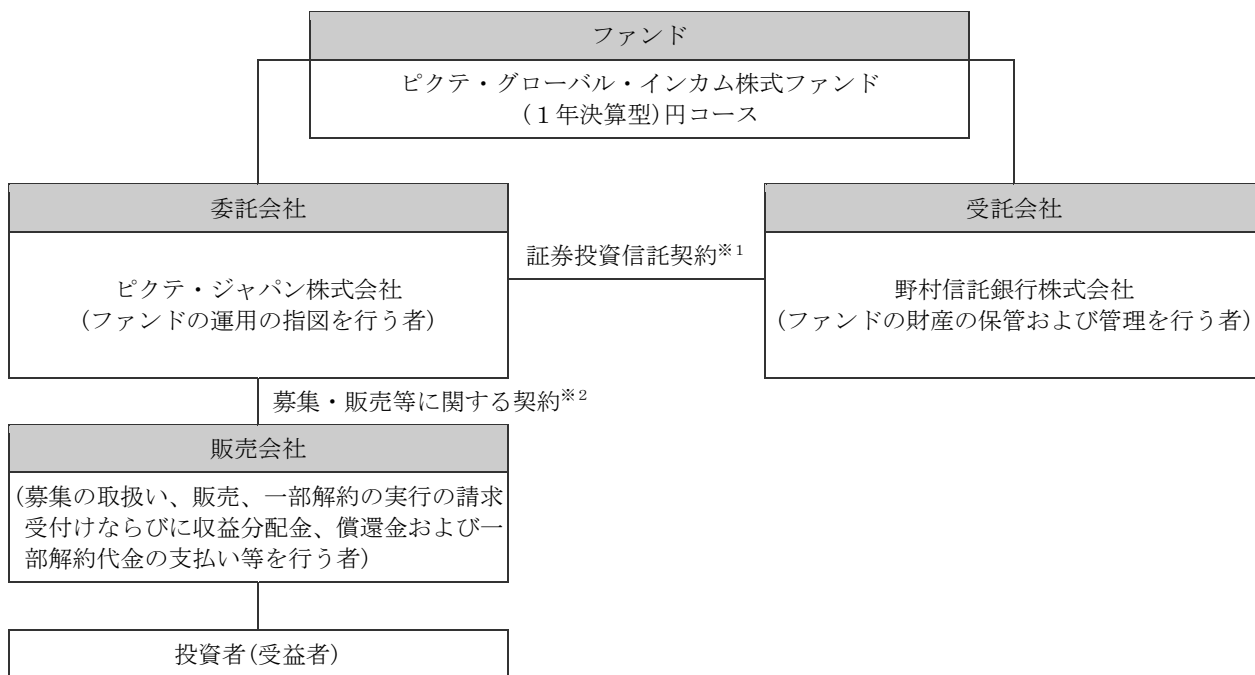 ファンド
ピクテ・グローバル・インカム株式ファンド
(1年決算型)円コース
委託会社
ピクテ・ジャパン株式会社
(ファンドの運用の指図を行う者)
証券投資信託契約※1
受託会社
野村信託銀行株式会社
(ファンドの財産の保管および管理を行う者)
募集・販売等に関する契約※2
販売会社
(募集の取扱い、販売、一部解約の実行の請求
受付けならびに収益分配金、償還金および一
部解約代金の支払い等を行う者)
投資者(受益者)